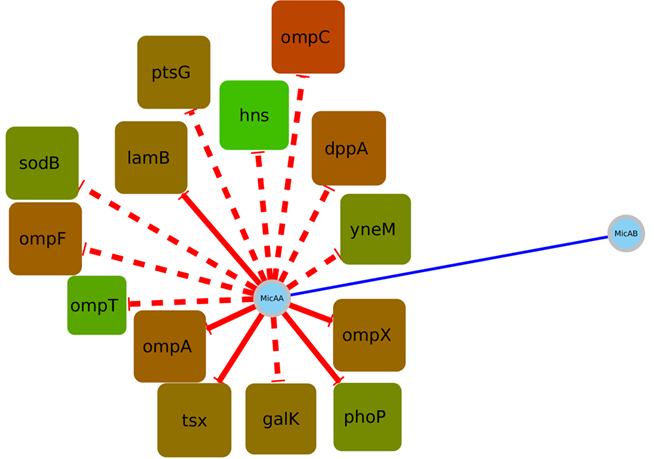 ompC
ptsG
hns
lamB
dppA
sodB
yneM
ompF
MicAB
MicAA
ompT
ompA
ompX
tsx
galK
phoP